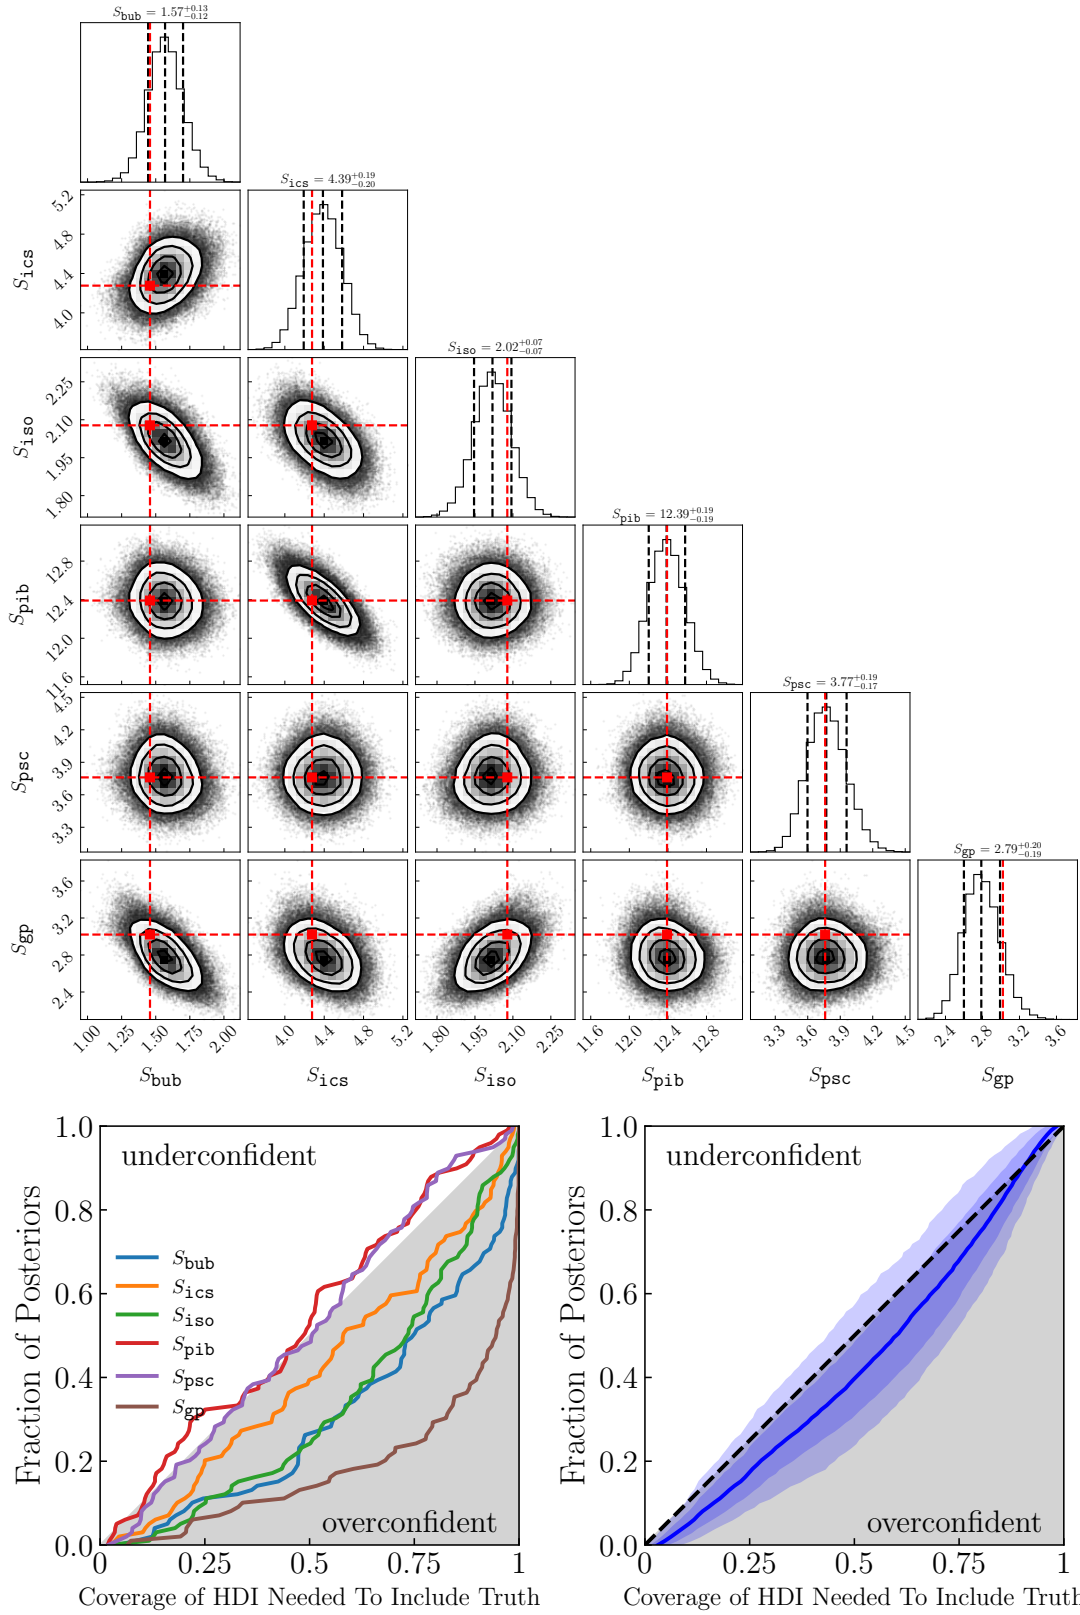 S_bub = 1.57^{+0.13}_{-0.12}
5.2
4.8
4.4
4.0
S_ics
S_ics = 4.39^{+0.19}_{-0.20}
2.25
2.10
1.95
1.80
S_iso
S_iso = 2.02^{+0.07}_{-0.07}
12.8
12.4
12.0
11.6
S_pib
S_pib = 12.39^{+0.19}_{-0.19}
4.5
4.2
3.9
3.6
3.3
S_psc
S_psc = 3.77^{+0.19}_{-0.17}
3.6
3.2
2.8
2.4
S_gp
S_gp = 2.79^{+0.20}_{-0.19}
1.00 1.25 1.50 1.75 2.00
4.0 4.4 4.8 5.2
1.80 1.95 2.10 2.25
11.6 12.0 12.4 12.8
3.3 3.6 3.9 4.2 4.5
2.4 2.8 3.2 3.6
S_bub S_ics S_iso S_pib S_psc S_gp
1.0
0.8
0.6
0.4
0.2
0.0
Fraction of Posteriors
underconfident
S_bub
S_ics
S_iso
S_pib
S_psc
S_gp
overconfident
0 0.25 0.5 0.75 1
Coverage of HDI Needed To Include Truth
1.0
0.8
0.6
0.4
0.2
0.0
Fraction of Posteriors
underconfident
overconfident
0 0.25 0.5 0.75 1
Coverage of HDI Needed To Include Truth